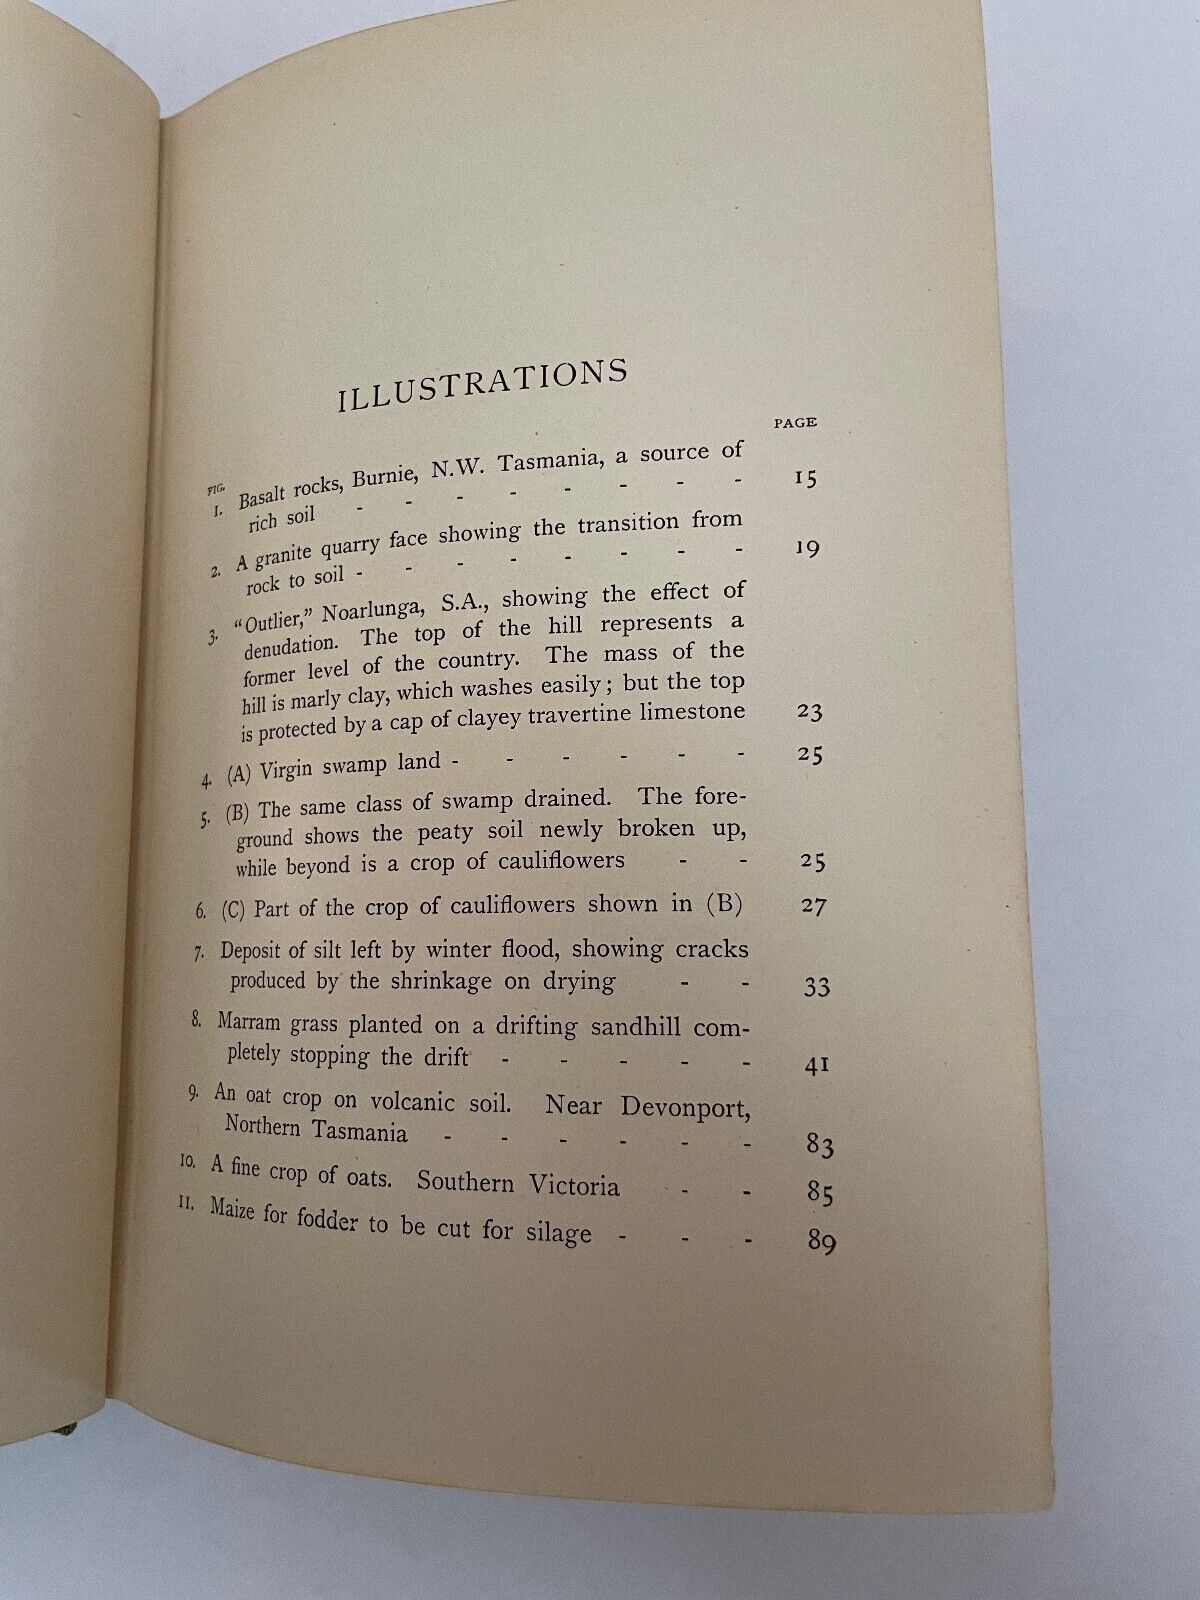 ILLUSTRATIONS
FIG. PAGE
1. Basalt rocks, Burnie, N.W. Tasmania, a source of
rich soil - - - - - - - - 15
2. A granite quarry face showing the transition from
rock to soil - - - - - - - 19
3. "Outlier," Noarlunga, S.A., showing the effect of
denudation. The top of the hill represents a
former level of the country. The mass of the
hill is marly clay, which washes easily; but the top
is protected by a cap of clayey travertine limestone 23
4. (A) Virgin swamp land - - - - - - 25
5. (B) The same class of swamp drained. The fore-
ground shows the peaty soil newly broken up,
while beyond is a crop of cauliflowers - - 25
6. (C) Part of the crop of cauliflowers shown in (B) 27
7. Deposit of silt left by winter flood, showing cracks
produced by the shrinkage on drying - - 33
8. Marram grass planted on a drifting sandhill com-
pletely stopping the drift - - - - - 41
9. An oat crop on volcanic soil. Near Devonport,
Northern Tasmania - - - - - - 83
10. A fine crop of oats. Southern Victoria - - 85
11. Maize for fodder to be cut for silage - - - 89